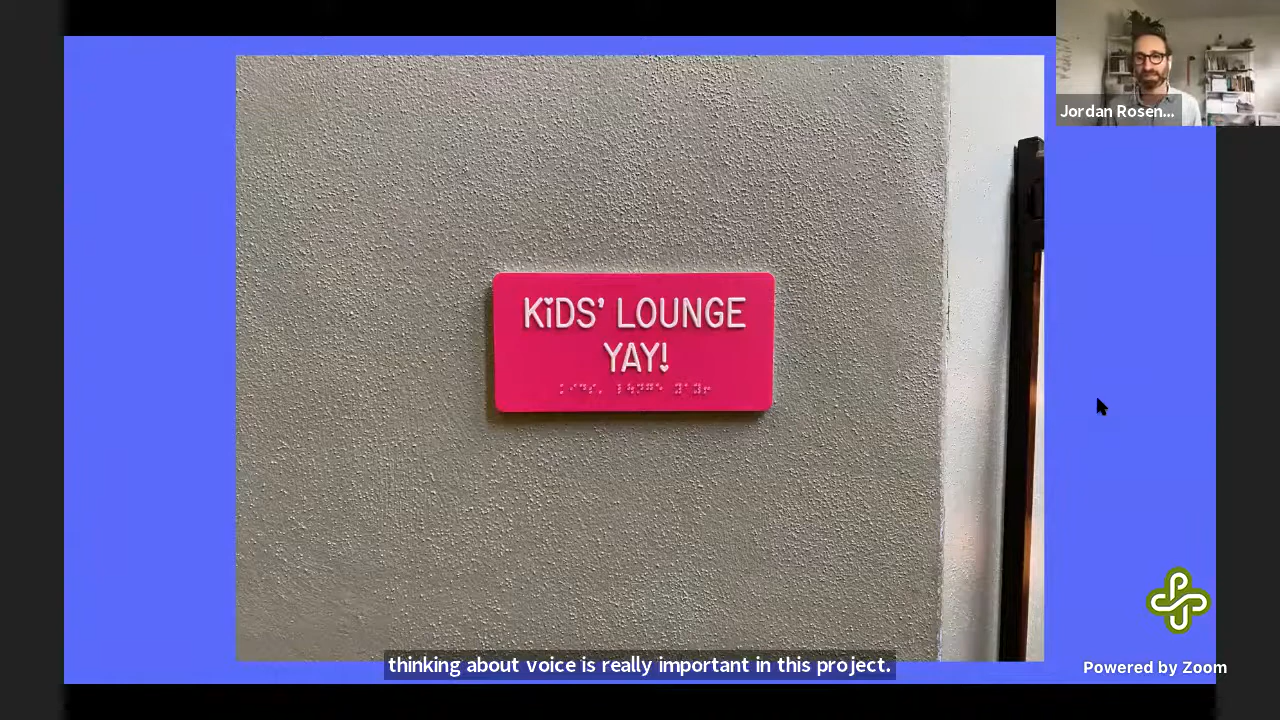 Jordan Rosen...
KiDS' LOUNGE
YAY!
thinking about voice is really important in this project.
Powered by Zoom